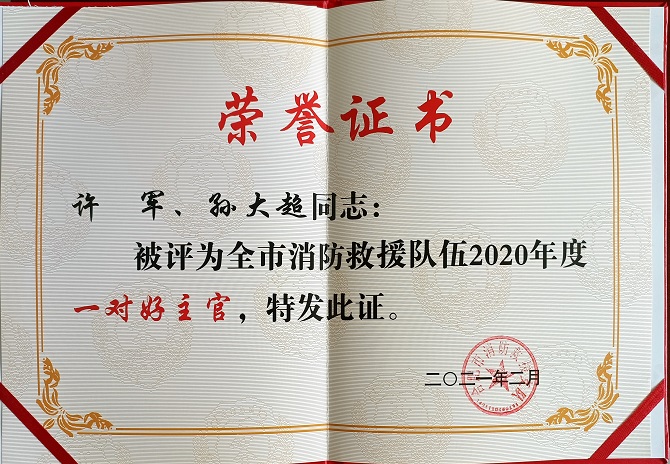 荣誉证书
许 军、孙大超同志：
被评为全市消防救援队伍2020年度
一对好主官，特发此证。
二〇二一年二月